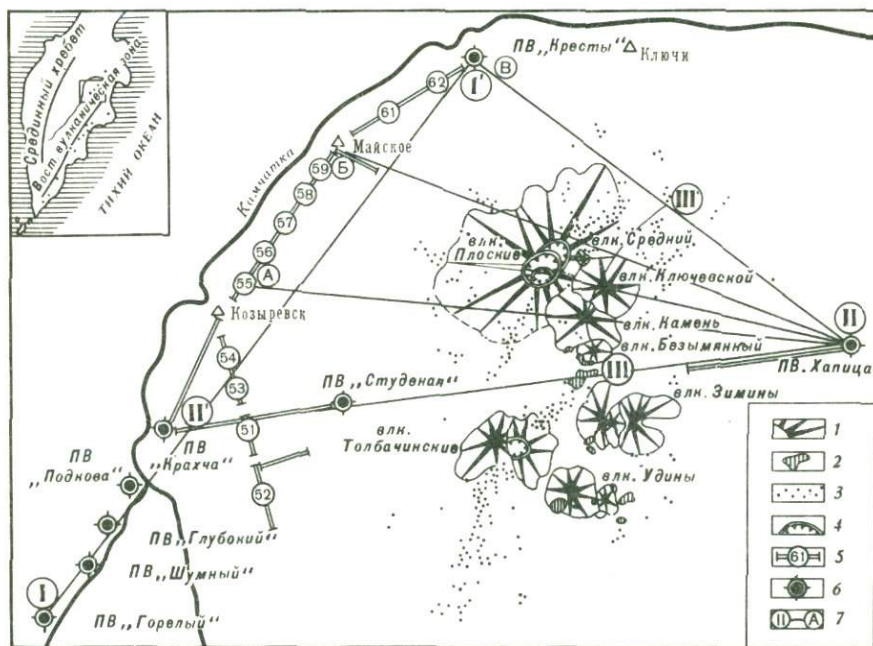 Срединный хребет
Вост вулканическая зона
ТИХИЙ ОКЕАН
ПВ „Кресты“
Ключи
I'
В
62
61
Майское
Камчатка
59
Б
58
57
56
55
А
Козыревск
III'
влк. Плоские
влк. Средний
влк. Ключевской
влк. Камень
влк. Безымянный
II
ПВ. Хапица
54
53
ПВ „Студеная“
III
влк. Зимины
II'
51
ПВ „Крахча“
52
влк. Толбачинские
влк. Удины
ПВ „Подкова“
ПВ „Глубокий“
ПВ „Шумный“
I
ПВ „Горелый“
1
2
3
4
61 5
6
II А 7